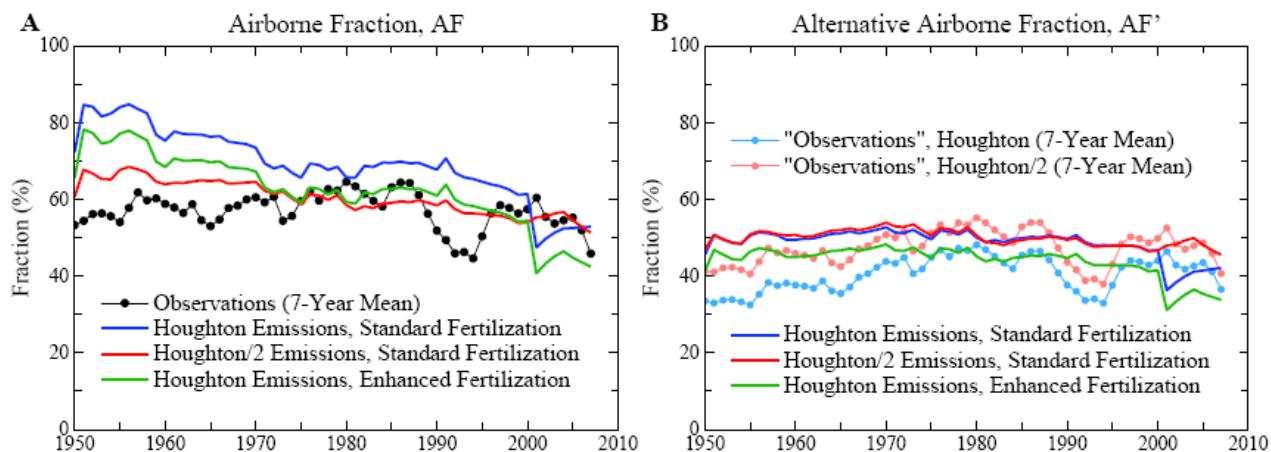 A
Airborne Fraction, AF
Fraction (%)
100
80
60
40
20
0
Observations (7-Year Mean)
Houghton Emissions, Standard Fertilization
Houghton/2 Emissions, Standard Fertilization
Houghton Emissions, Enhanced Fertilization
1950
1960
1970
1980
1990
2000
2010
B
Alternative Airborne Fraction, AF’
Fraction (%)
100
80
60
40
20
0
"Observations", Houghton (7-Year Mean)
"Observations", Houghton/2 (7-Year Mean)
Houghton Emissions, Standard Fertilization
Houghton/2 Emissions, Standard Fertilization
Houghton Emissions, Enhanced Fertilization
1950
1960
1970
1980
1990
2000
2010